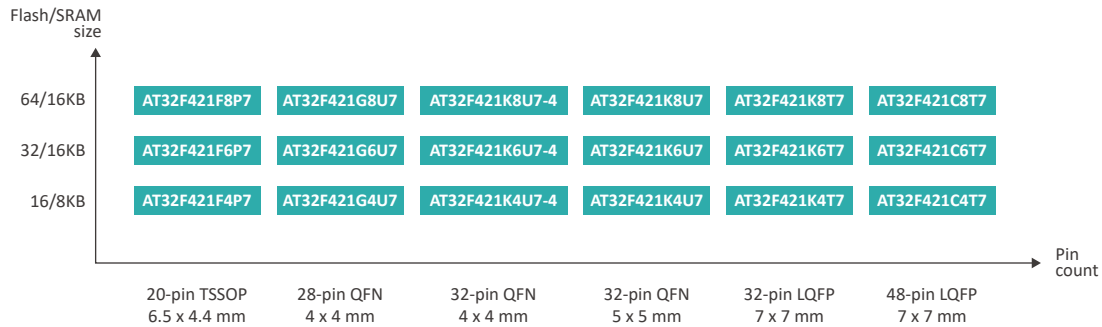 Flash/SRAM
size
64/16KB AT32F421F8P7 AT32F421G8U7 AT32F421K8U7-4 AT32F421K8U7 AT32F421K8T7 AT32F421C8T7
32/16KB AT32F421F6P7 AT32F421G6U7 AT32F421K6U7-4 AT32F421K6U7 AT32F421K6T7 AT32F421C6T7
16/8KB AT32F421F4P7 AT32F421G4U7 AT32F421K4U7-4 AT32F421K4U7 AT32F421K4T7 AT32F421C4T7
Pin
count
20-pin TSSOP 28-pin QFN 32-pin QFN 32-pin QFN 32-pin LQFP 48-pin LQFP
6.5 x 4.4 mm 4 x 4 mm 4 x 4 mm 5 x 5 mm 7 x 7 mm 7 x 7 mm